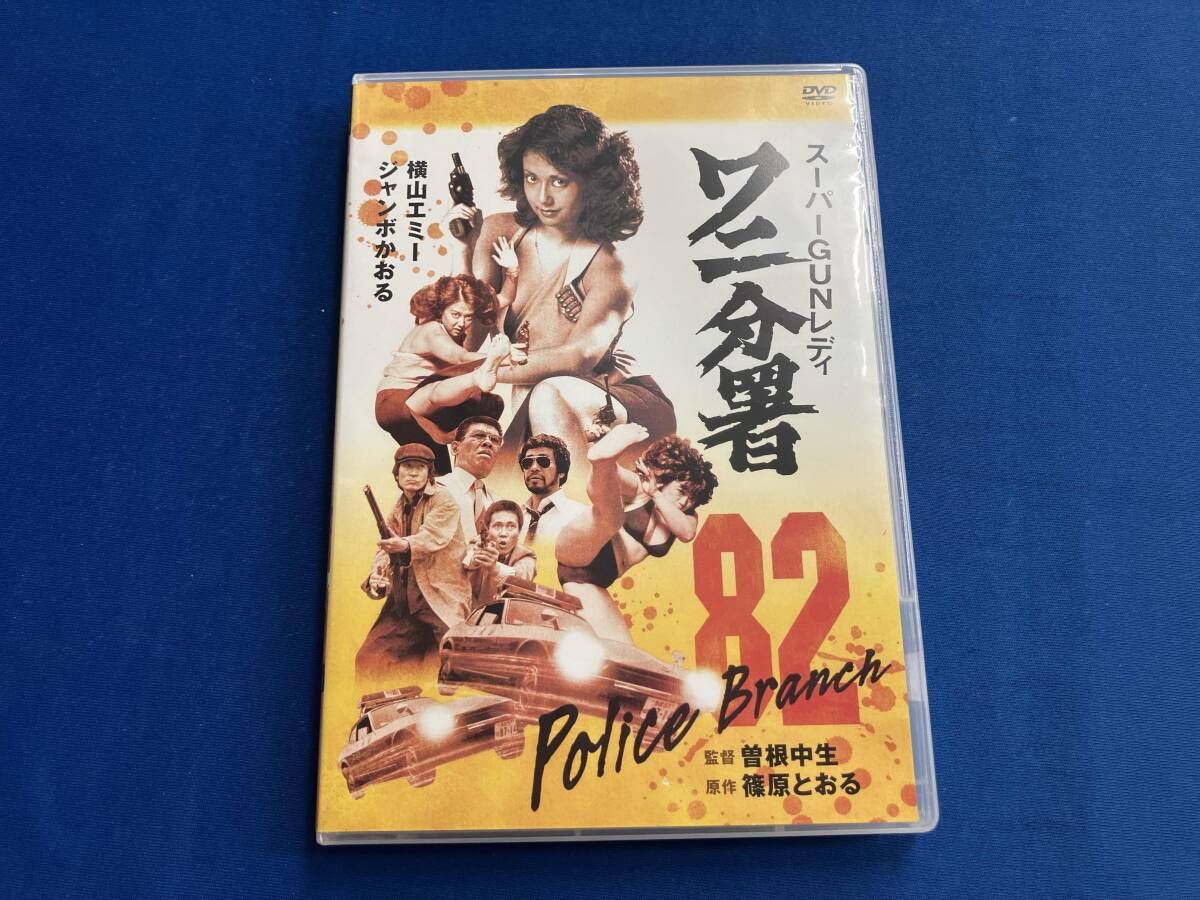 DVD
VIDEO
スーパーGUNレディ
ワニ分署
横山エミー
ジャンボかおる
82
Police Branch
監督 曽根中生
原作 篠原とおる